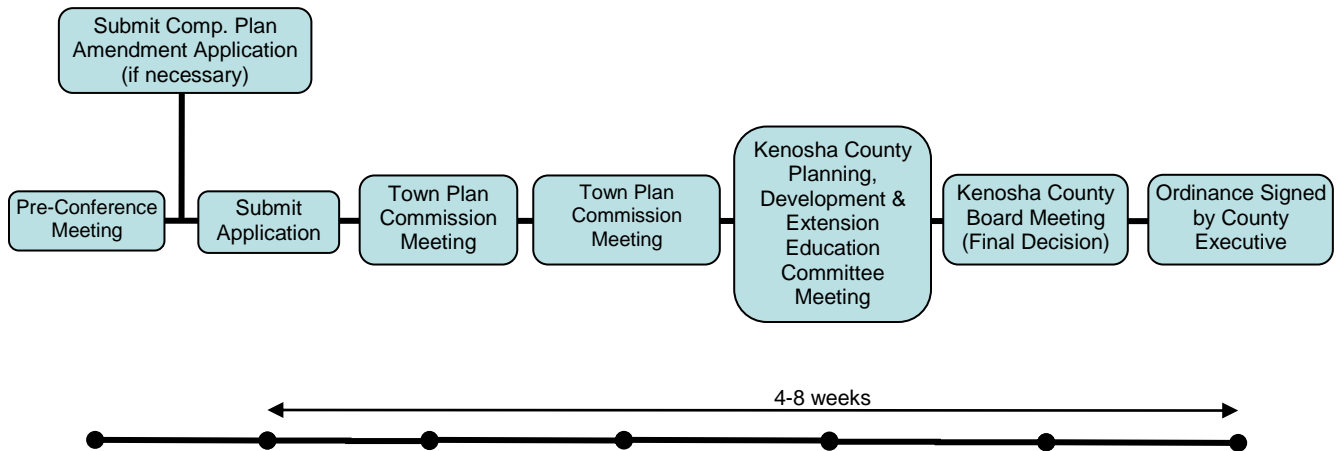 Submit Comp. Plan
Amendment Application
(if necessary)
Pre-Conference
Meeting
Submit
Application
Town Plan
Commission
Meeting
Town Plan
Commission
Meeting
Kenosha County
Planning,
Development &
Extension
Education
Committee
Meeting
Kenosha County
Board Meeting
(Final Decision)
Ordinance Signed
by County
Executive
4-8 weeks